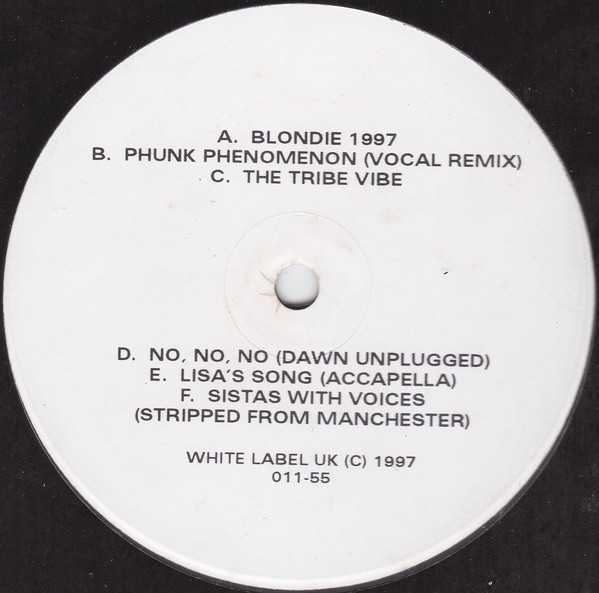 A. BLONDIE 1997
B. PHUNK PHENOMENON (VOCAL REMIX)
C. THE TRIBE VIBE
D. NO, NO, NO (DAWN UNPLUGGED)
E. LISA'S SONG (ACCAPELLA)
F. SISTAS WITH VOICES
(STRIPPED FROM MANCHESTER)
WHITE LABEL UK (C) 1997
011-55